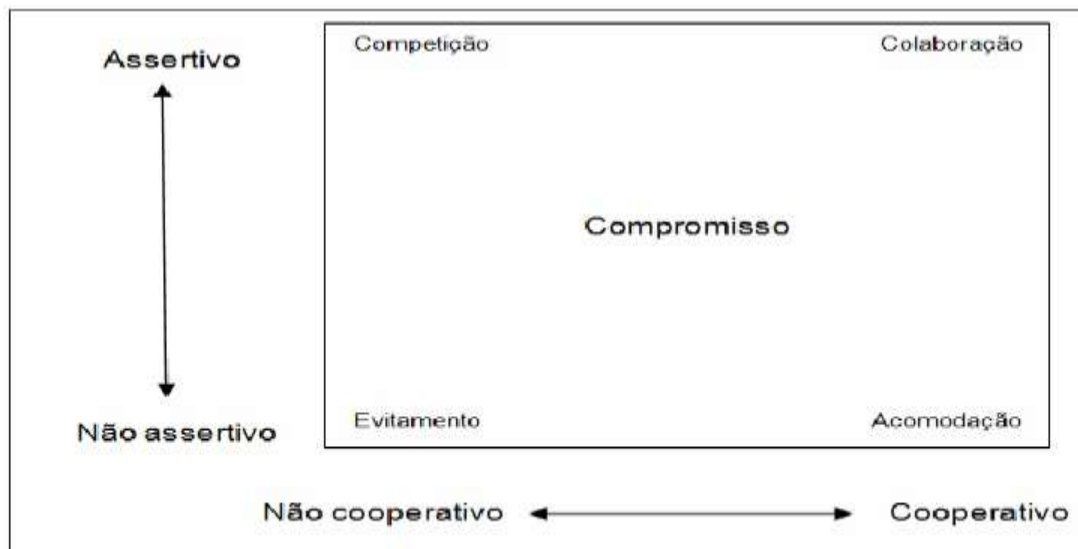 Competição
Colaboração
Assertivo
Compromisso
Evitamento
Acomodação
Não assertivo
Não cooperativo
Cooperativo